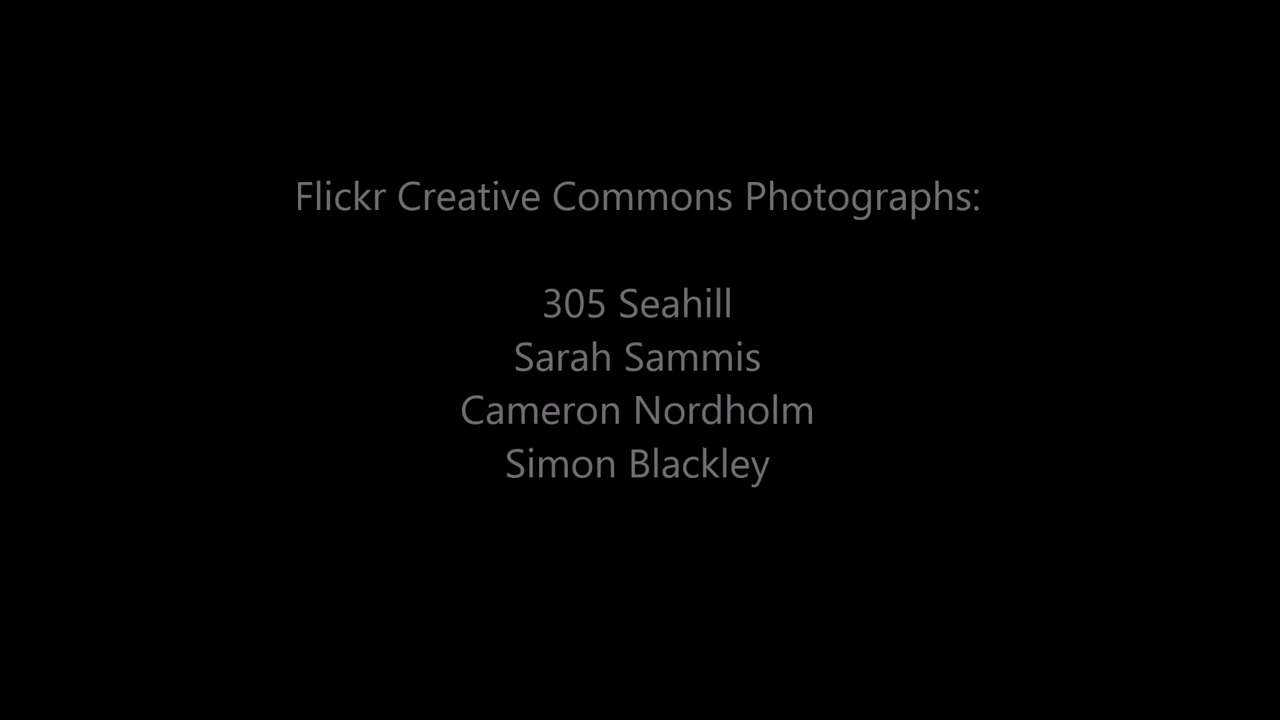 Flickr Creative Commons Photographs:
305 Seahill
Sarah Sammis
Cameron Nordholm
Simon Blackley